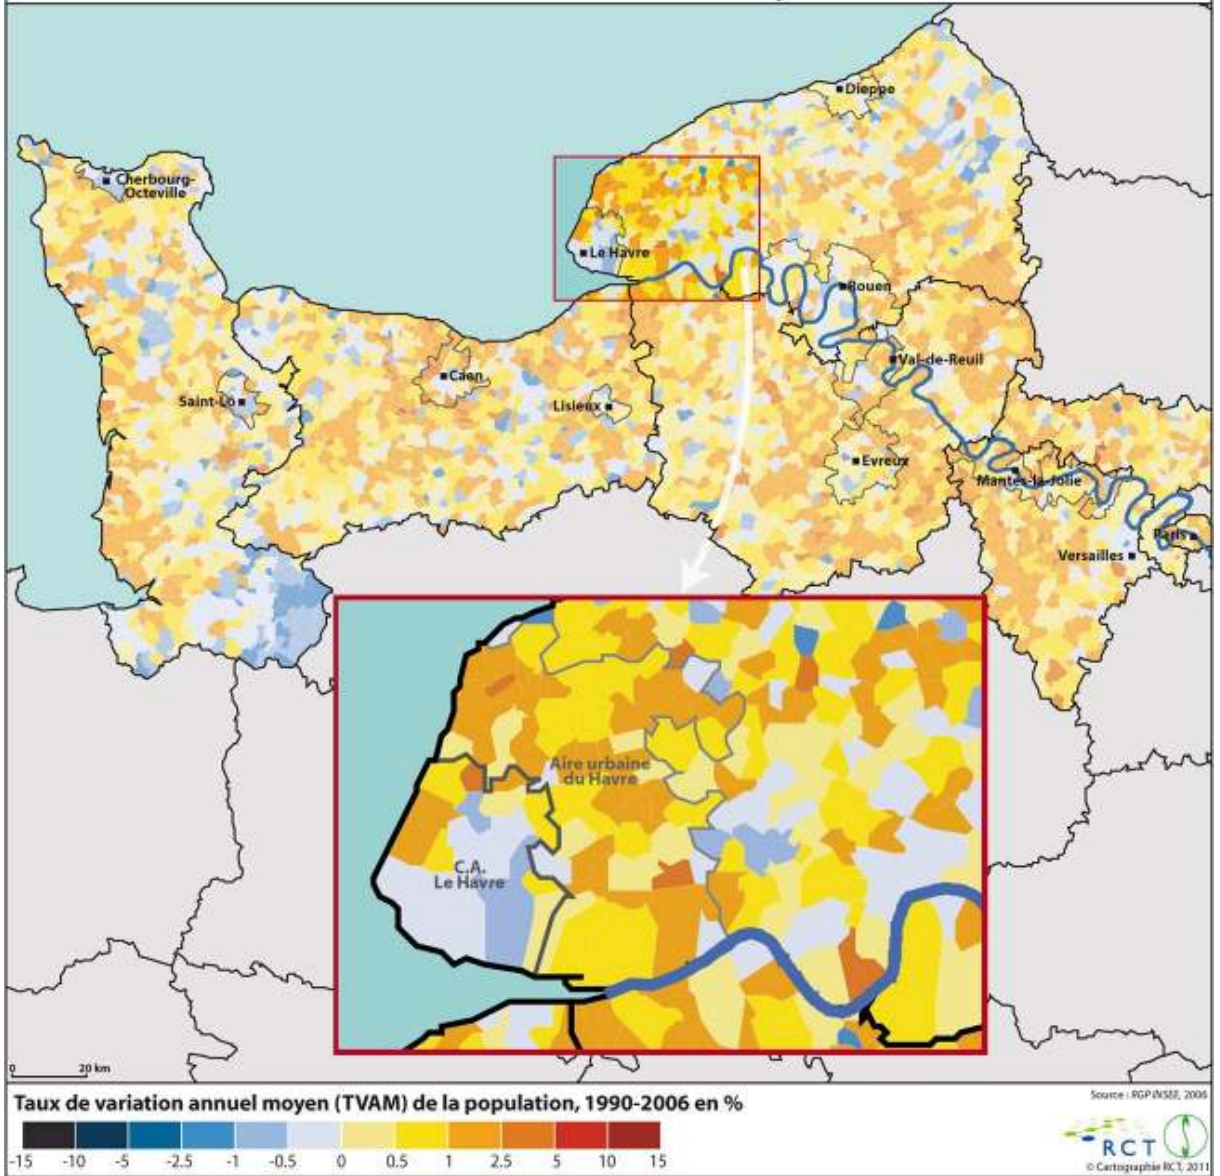 Dieppe
Cherbourg-
Octeville
Le Havre
Rouen
Val-de-Reuil
Caen
Saint-Lô
Lisieux
Evreux
Mantes-la-Jolie
Paris
Versailles
Aire urbaine
du Havre
C.A.
Le Havre
0 20 km
Taux de variation annuel moyen (TVAM) de la population, 1990-2006 en %
Source : RGP INSEE, 2006
-15 -10 -5 -2.5 -1 -0.5 0 0.5 1 2.5 5 10 15
RCT
© Cartographie RCT, 2011